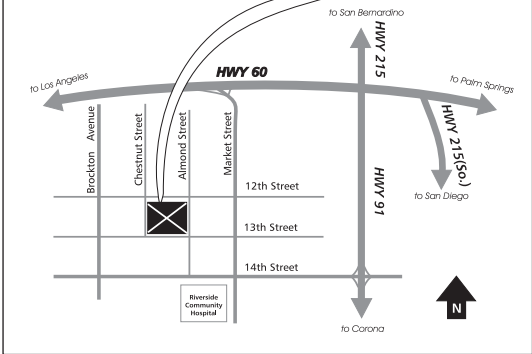 to San Bernardino
HWY 215
HWY 60
to Los Angeles
to Palm Springs
Brockton Avenue
Chestnut Street
Almond Street
Market Street
HWY 215(So.)
12th Street
HWY 91
to San Diego
13th Street
14th Street
Riverside
Community
Hospital
N
to Corona